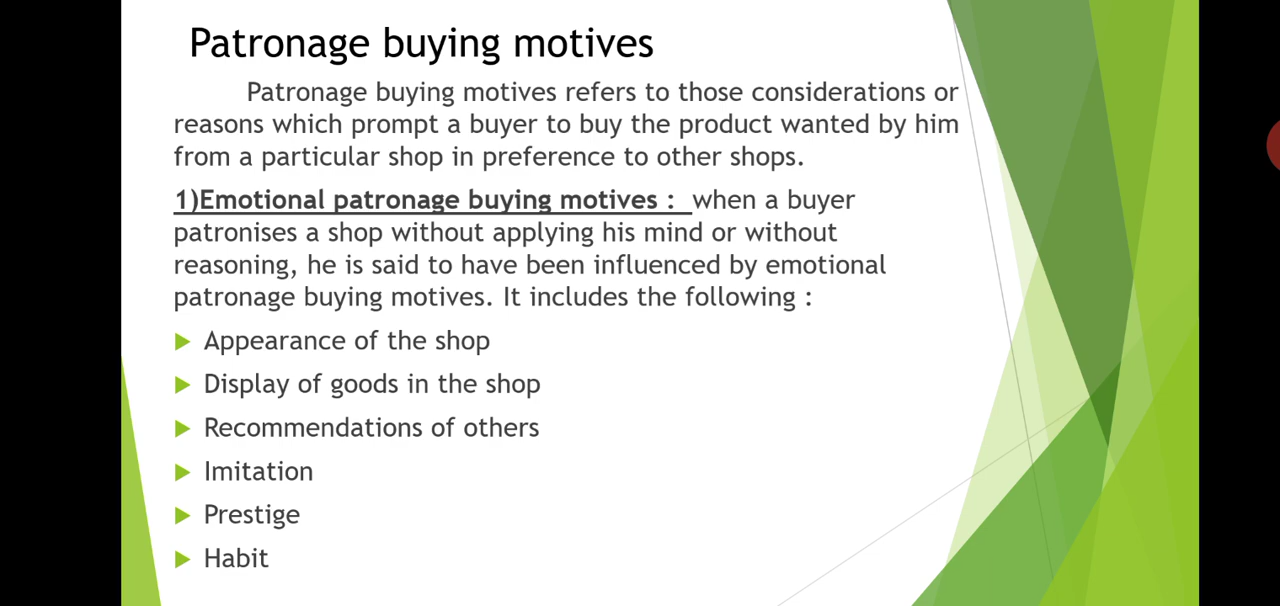 Patronage buying motives
Patronage buying motives refers to those considerations or
reasons which prompt a buyer to buy the product wanted by him
from a particular shop in preference to other shops.
1)Emotional patronage buying motives : when a buyer
patronises a shop without applying his mind or without
reasoning, he is said to have been influenced by emotional
patronage buying motives. It includes the following :
Appearance of the shop
Display of goods in the shop
Recommendations of others
Imitation
Prestige
Habit